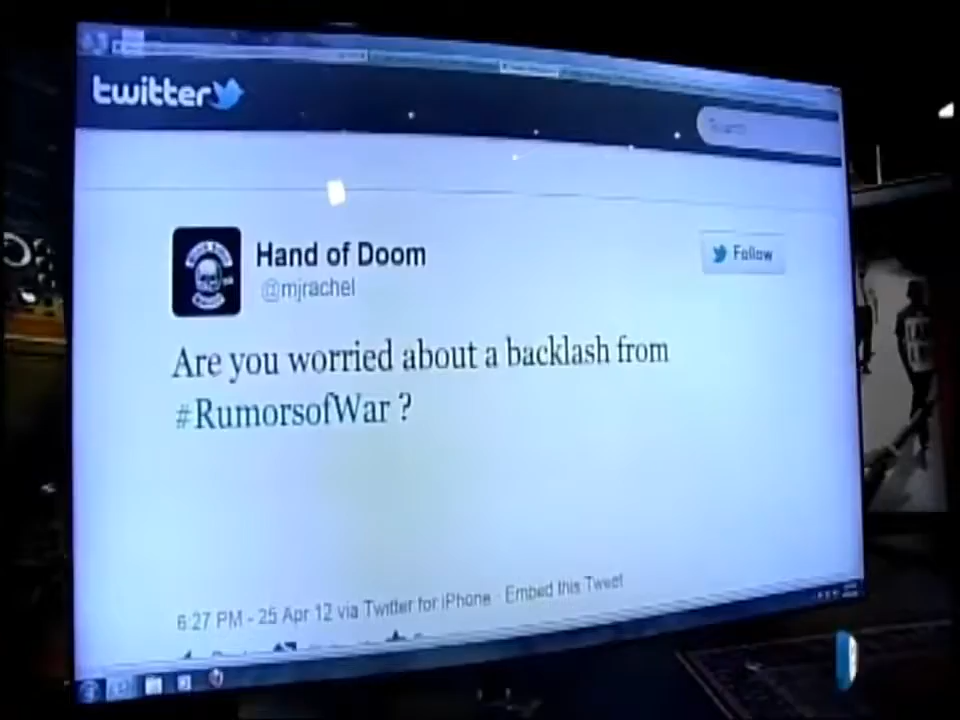 twitter
Search
Hand of Doom
Follow
@mjrachel
Are you worried about a backlash from
#RumorsofWar ?
6:27 PM - 25 Apr 12 via Twitter for iPhone · Embed this Tweet